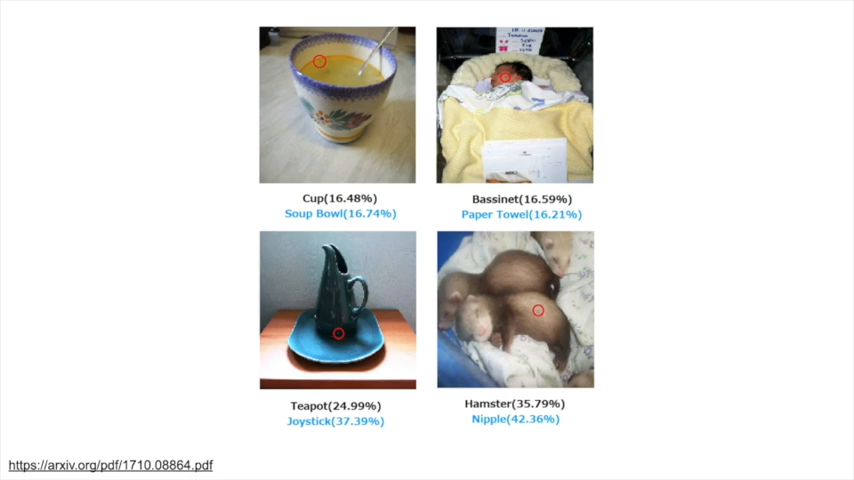 Cup(16.48%)
Soup Bowl(16.74%)
Bassinet(16.59%)
Paper Towel(16.21%)
Teapot(24.99%)
Joystick(37.39%)
Hamster(35.79%)
Nipple(42.36%)
https://arxiv.org/pdf/1710.08864.pdf